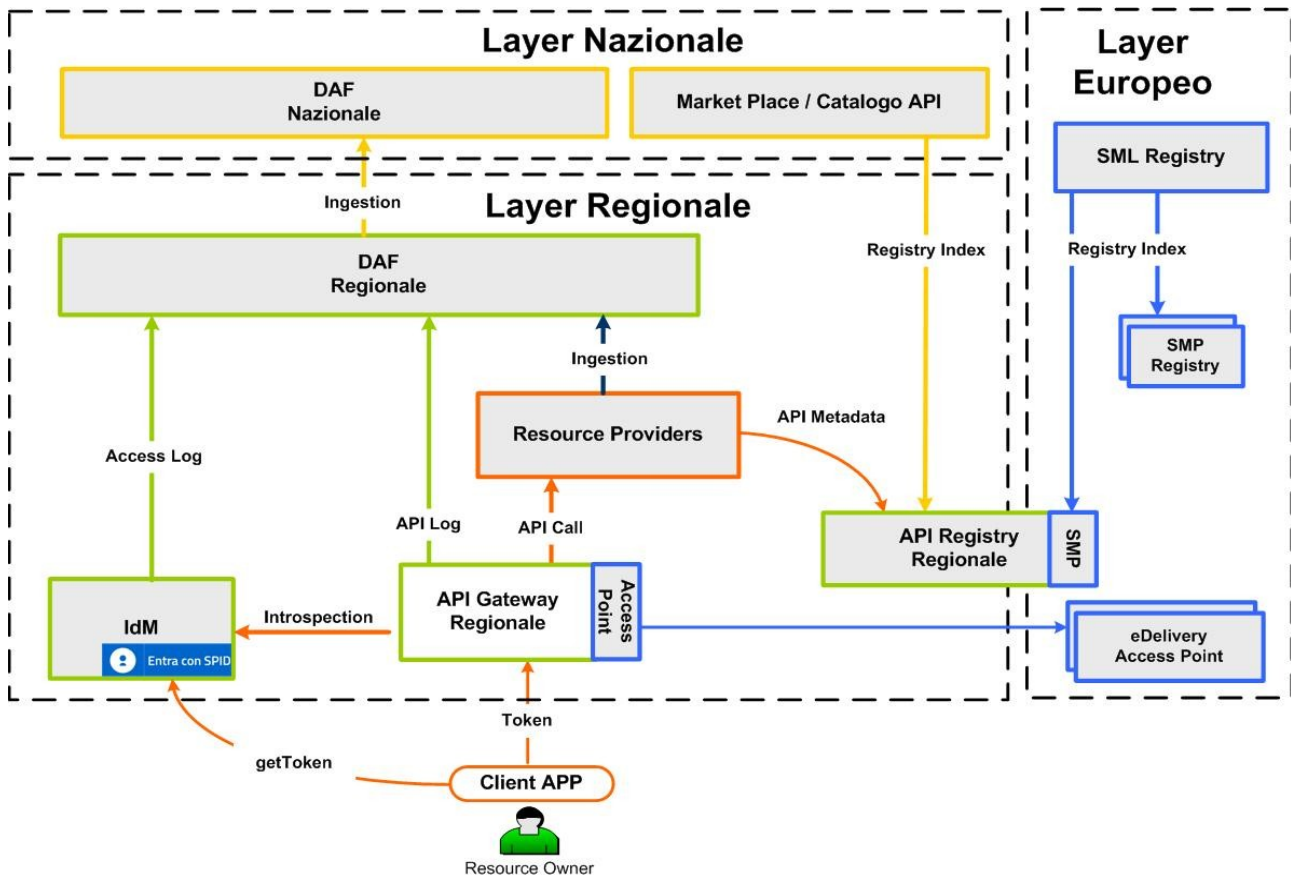 Layer Nazionale
DAF
Nazionale
Market Place / Catalogo API
Layer
Europeo
SML Registry
Registry Index
SMP
Registry
Layer Regionale
Ingestion
Registry Index
DAF
Regionale
Ingestion
Access Log
API Log
API Call
Resource Providers
API Metadata
API Registry
Regionale
SMP
IdM
Entra con SPID
Introspection
API Gateway
Regionale
Access
Point
eDelivery
Access Point
Token
getToken
Client APP
Resource Owner